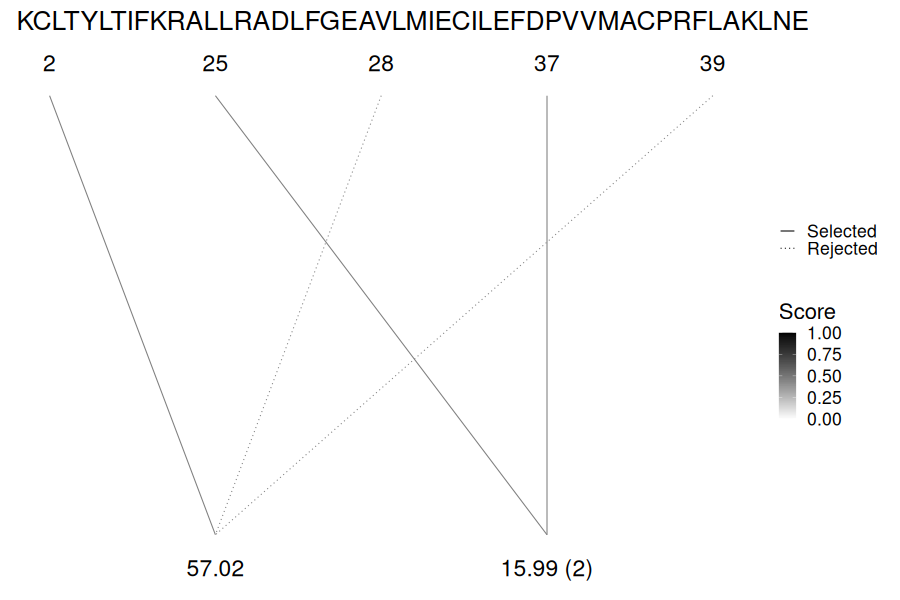 KCLTYLTIFKRALLRADLFGEAVLMIECILEFDPVVMACPRFLAKLNE
2 25 28 37 39
Selected
Rejected
Score
1.00
0.75
0.50
0.25
0.00
57.02 15.99 (2)